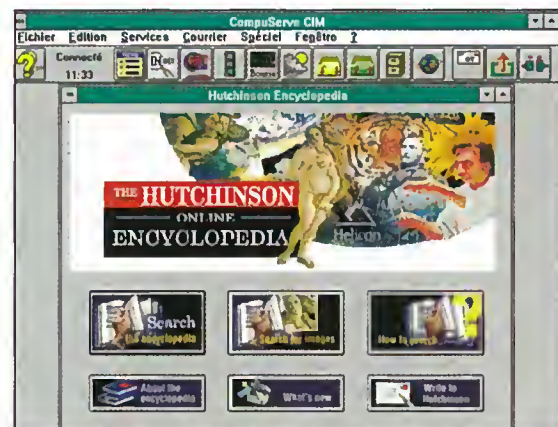 CompuServe CIM
Fichier Edition Services Courrier Spécial Fenêtre ?
Connecté
11:33
Bourse
Hutchinson Encyclopedia
THE HUTCHINSON
ONLINE
ENCYCLOPEDIA
Helicon
Search
the encyclopedia
Search for images
How to search
About the
encyclopedia
What's new
Write to
Hutchinson